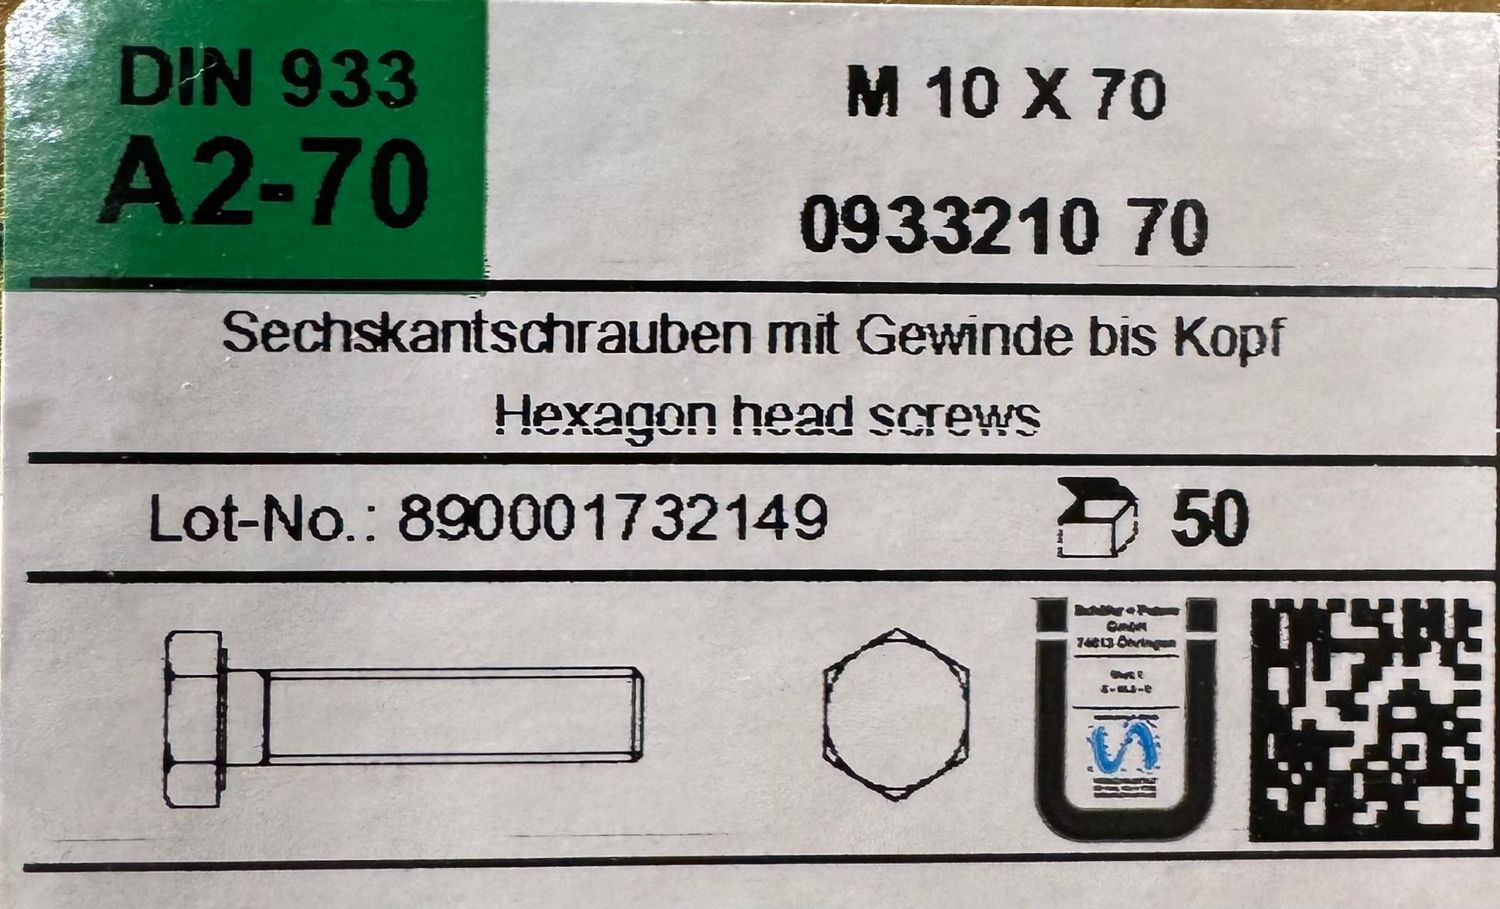 DIN 933
A2-70
M 10 X 70
0933210 70
Sechskantschrauben mit Gewinde bis Kopf
Hexagon head screws
Lot-No.: 890001732149
50
GmbH